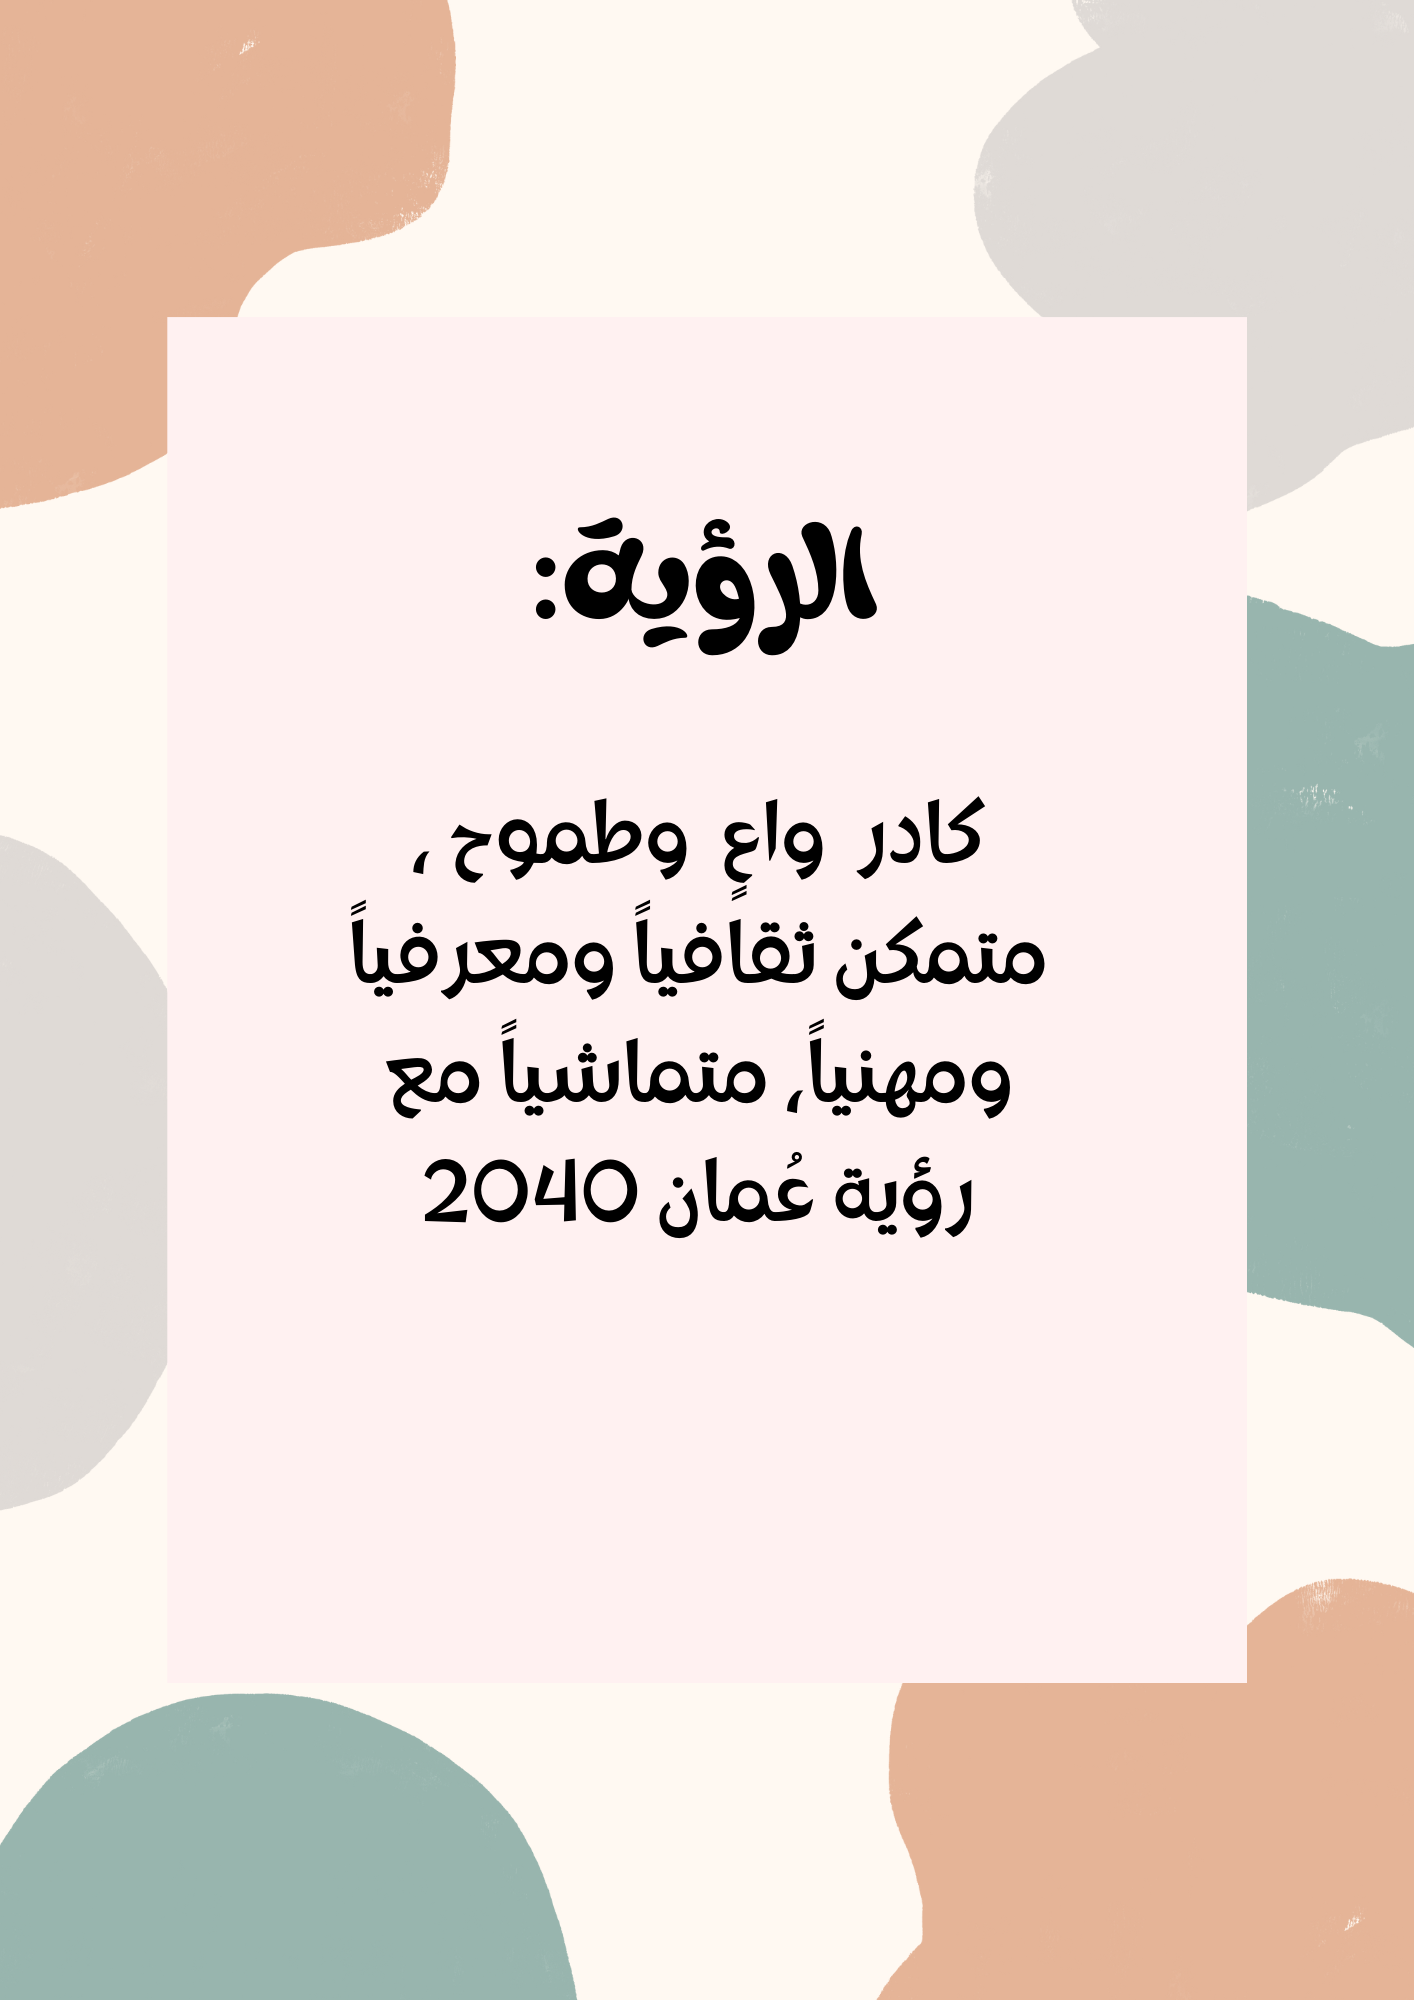 الرؤية:
كادر واعٍ وطموح ،
متمكن ثقافياً ومعرفياً
ومهنياً، متماشياً مع
رؤية عُمان 2040